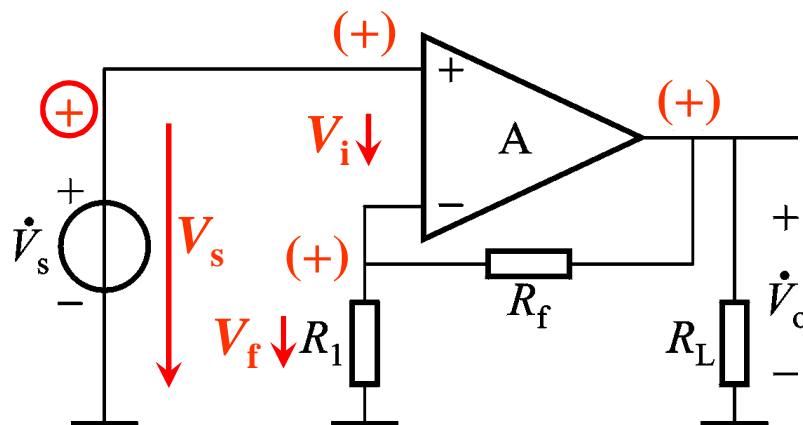 (+)
+
(+)
+
V_i
A
+
−
V̇_s
−
V_s
(+)
R_f
+
V̇_o
−
V_f
R_1
R_L